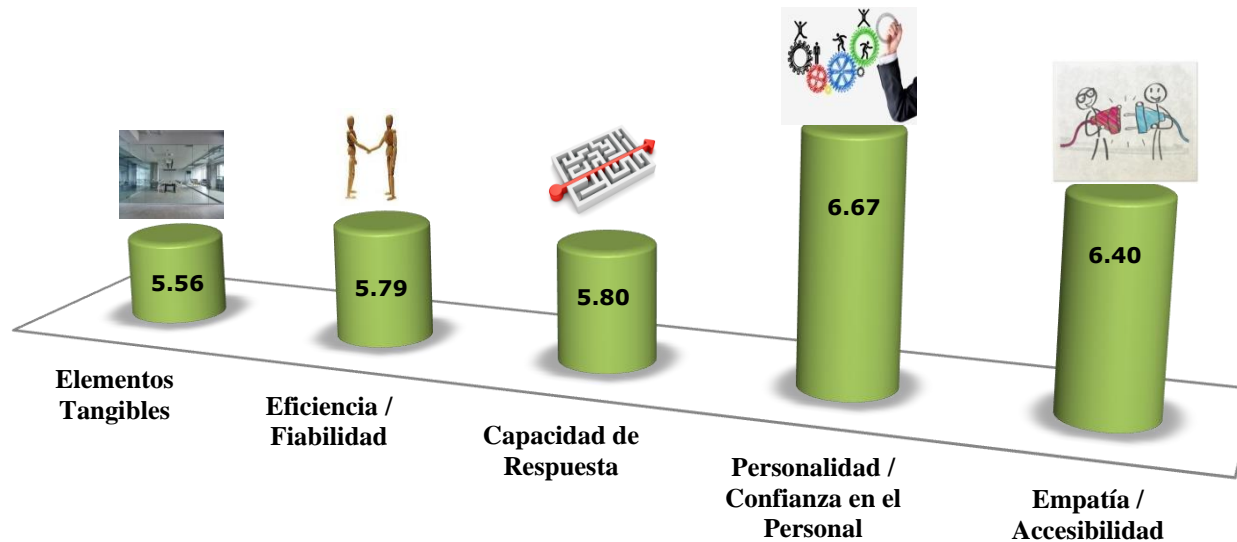 5.56
5.79
5.80
6.67
6.40
Elementos
Tangibles
Eficiencia /
Fiabilidad
Capacidad de
Respuesta
Personalidad /
Confianza en el
Personal
Empatía /
Accesibilidad